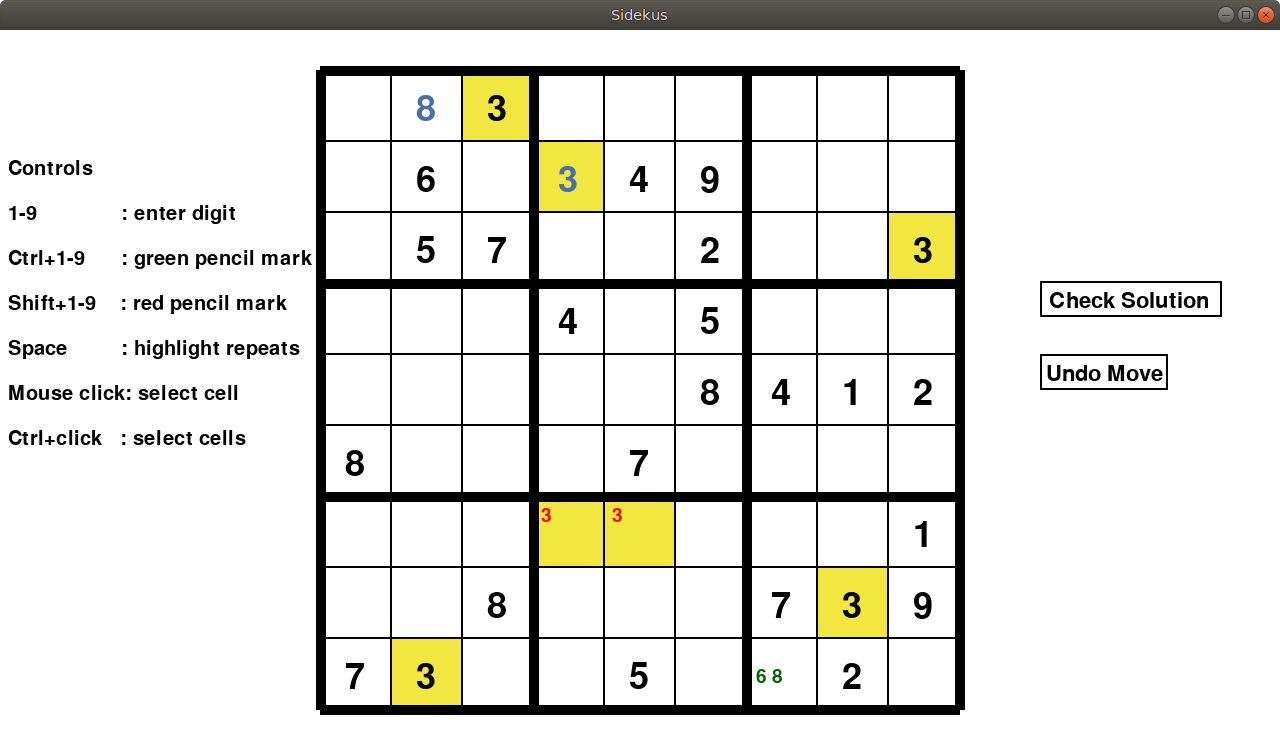 Sidekus
Controls
1-9 : enter digit
Ctrl+1-9 : green pencil mark
Shift+1-9 : red pencil mark
Space : highlight repeats
Mouse click: select cell
Ctrl+click : select cells
8 3
6 3 4 9
5 7 2 3
4 5
8 4 1 2
8 7
3 3 1
8 7 3 9
7 3 5 6 8 2
Check Solution
Undo Move